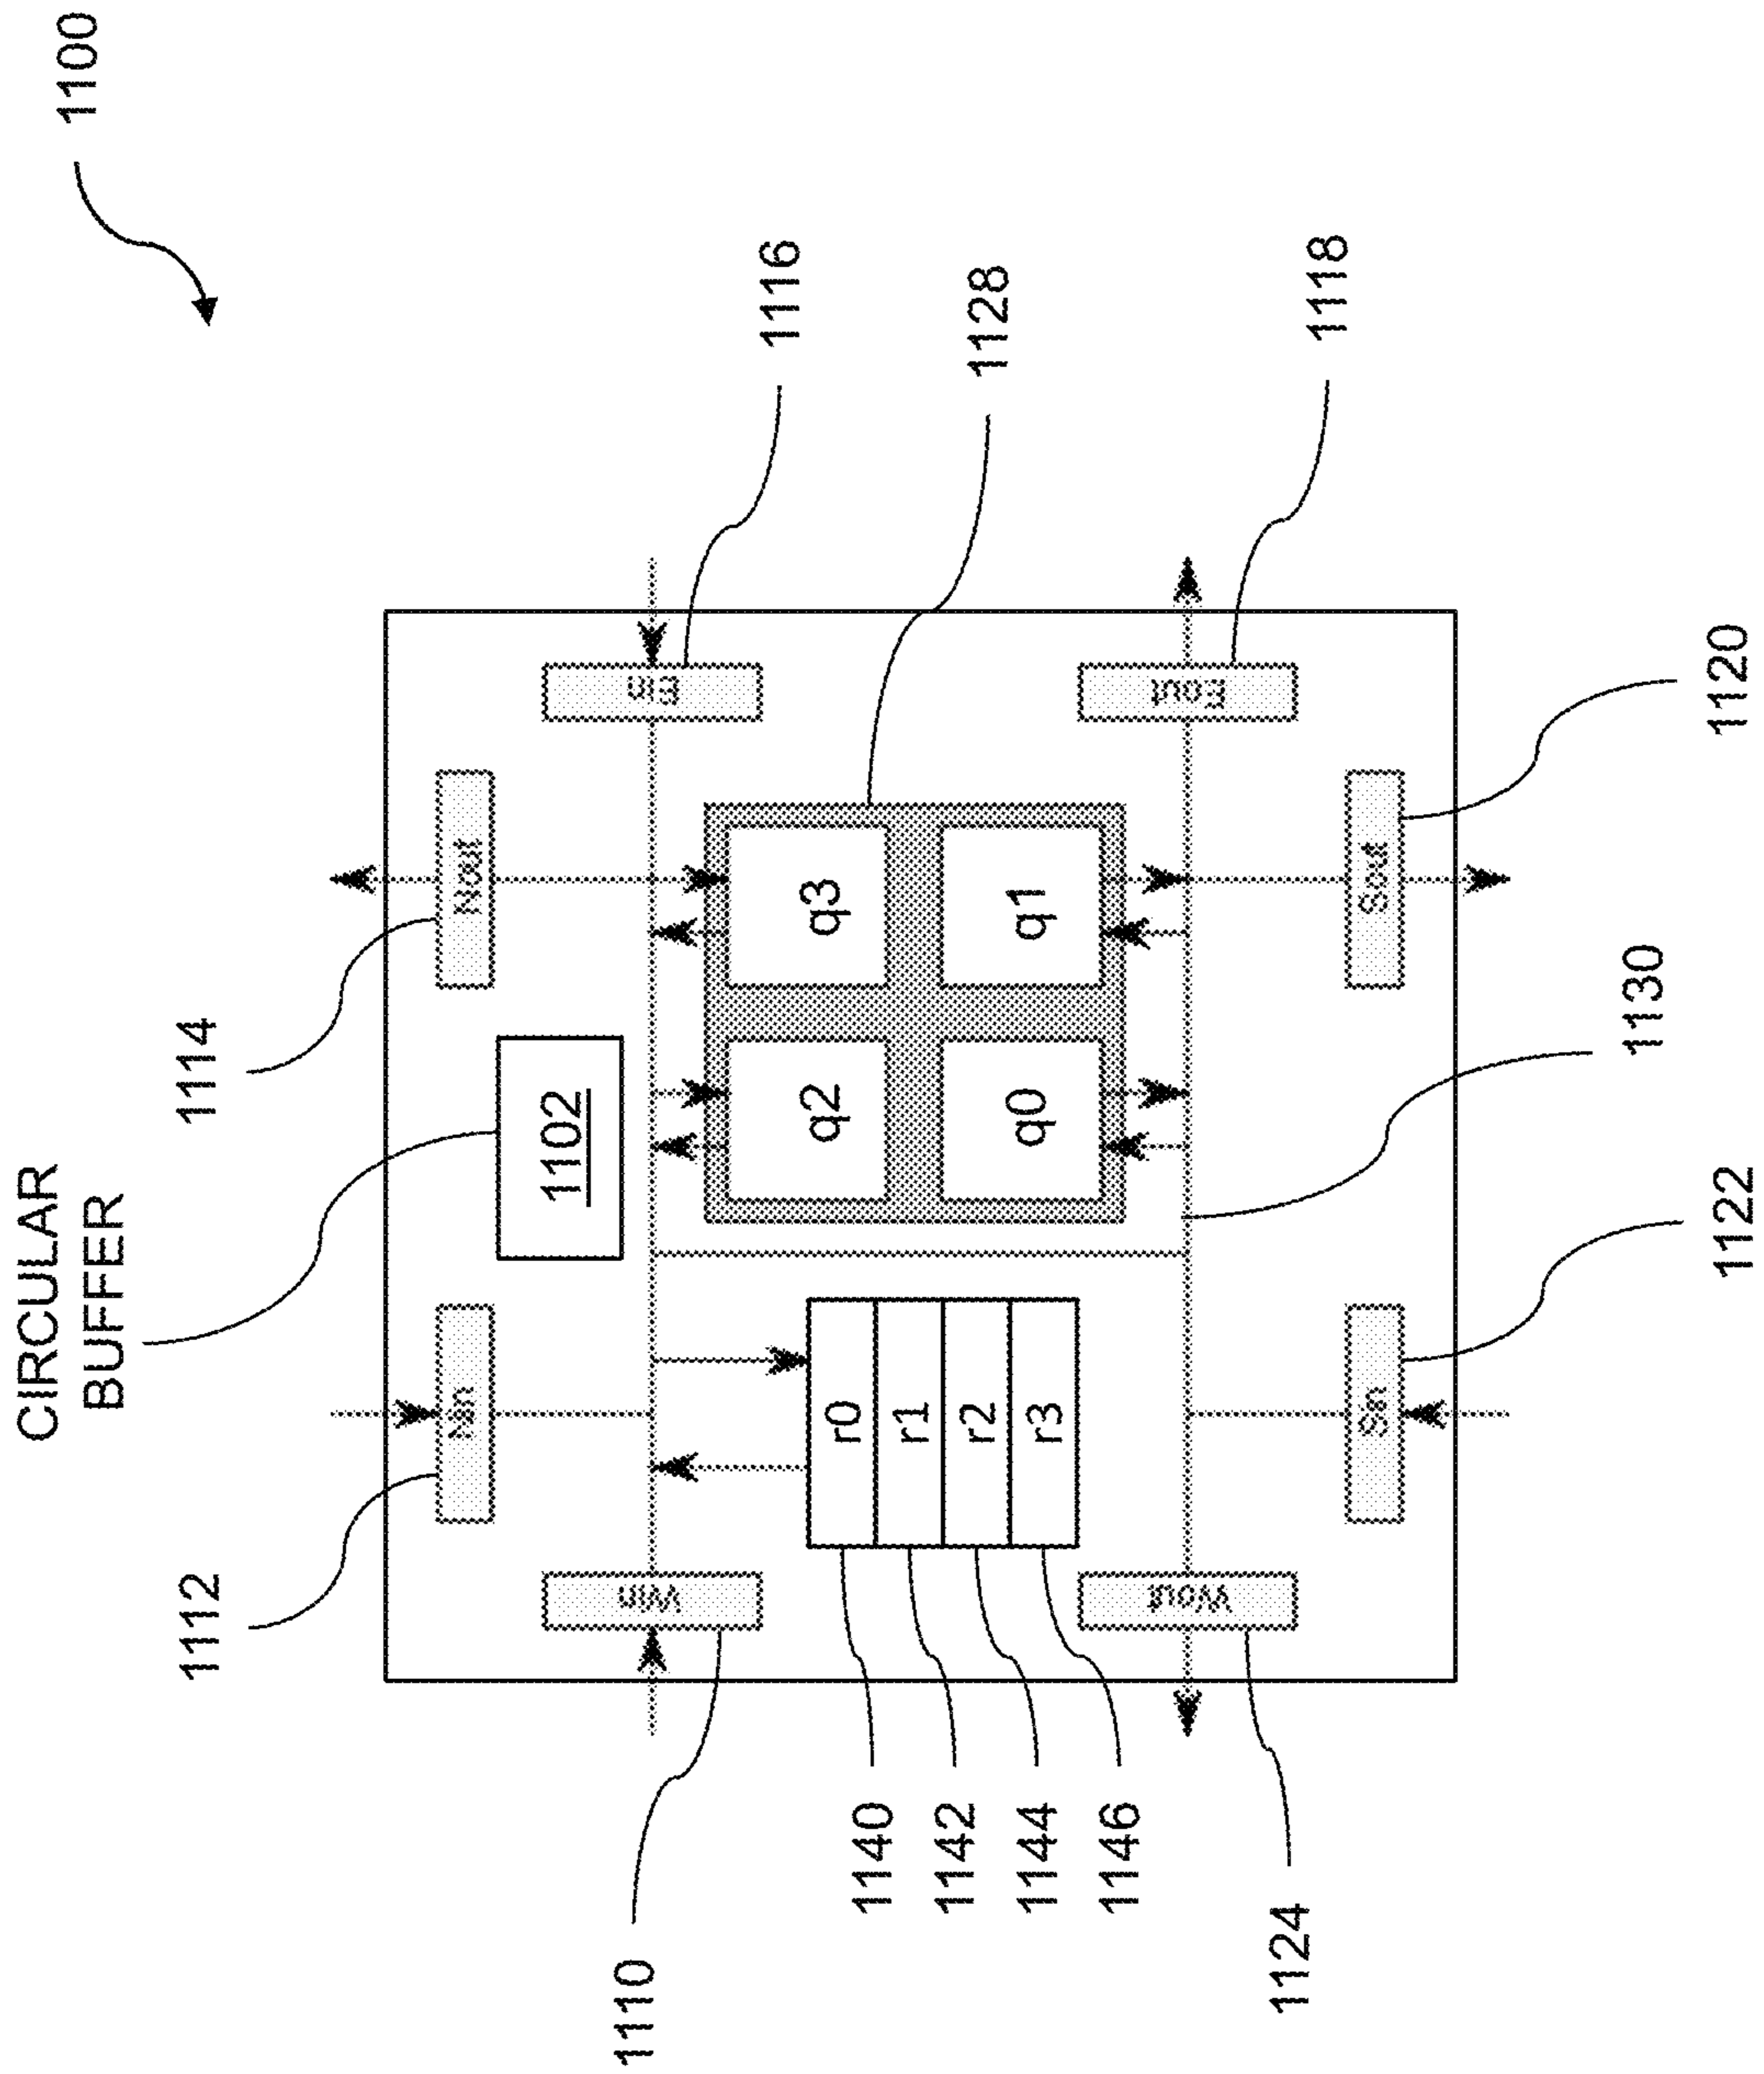 CIRCULAR
BUFFER
1100
1112
1114
Nin
Nout
1102
1110
Win
Ein
1116
r0
q2
q3
1140
r1
1142
r2
1128
q0
q1
1144
r3
1146
Wout
Eout
1124
1118
Sin
Sout
1130
1122
1120